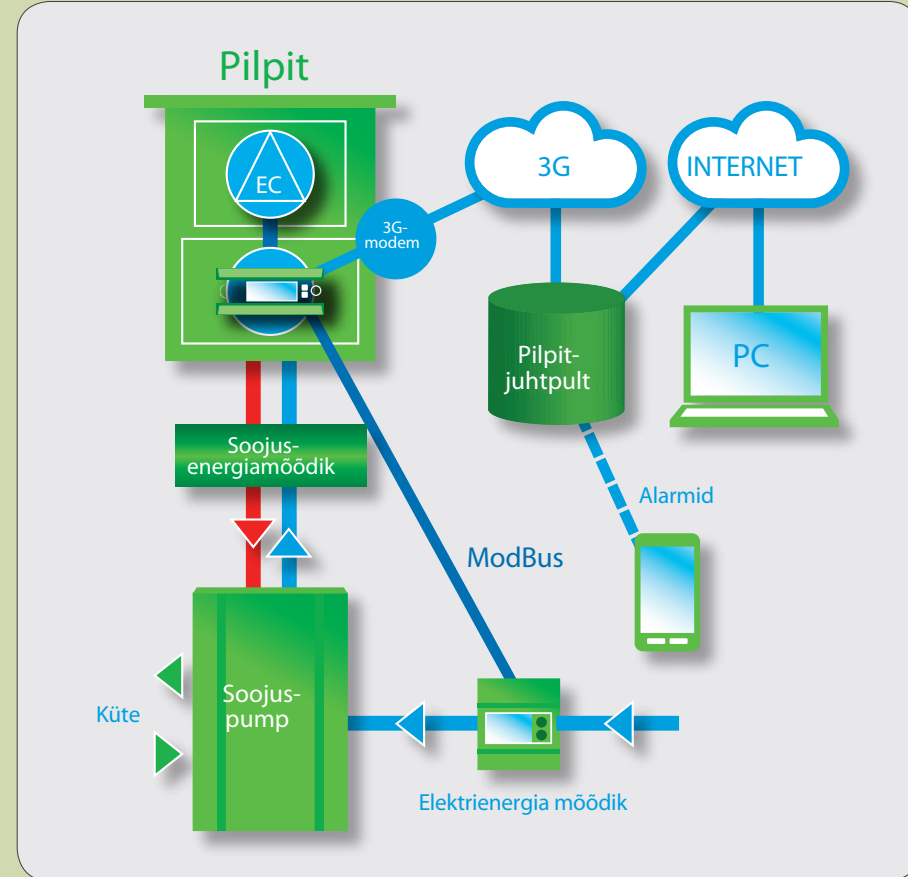 Pilpit
EC
3G-
modem
3G
INTERNET
Pilpit-
juhtpult
PC
Soojus-
energiamõõdik
Alarmid
ModBus
Soojus-
pump
Küte
Elektrienergia mõõdik